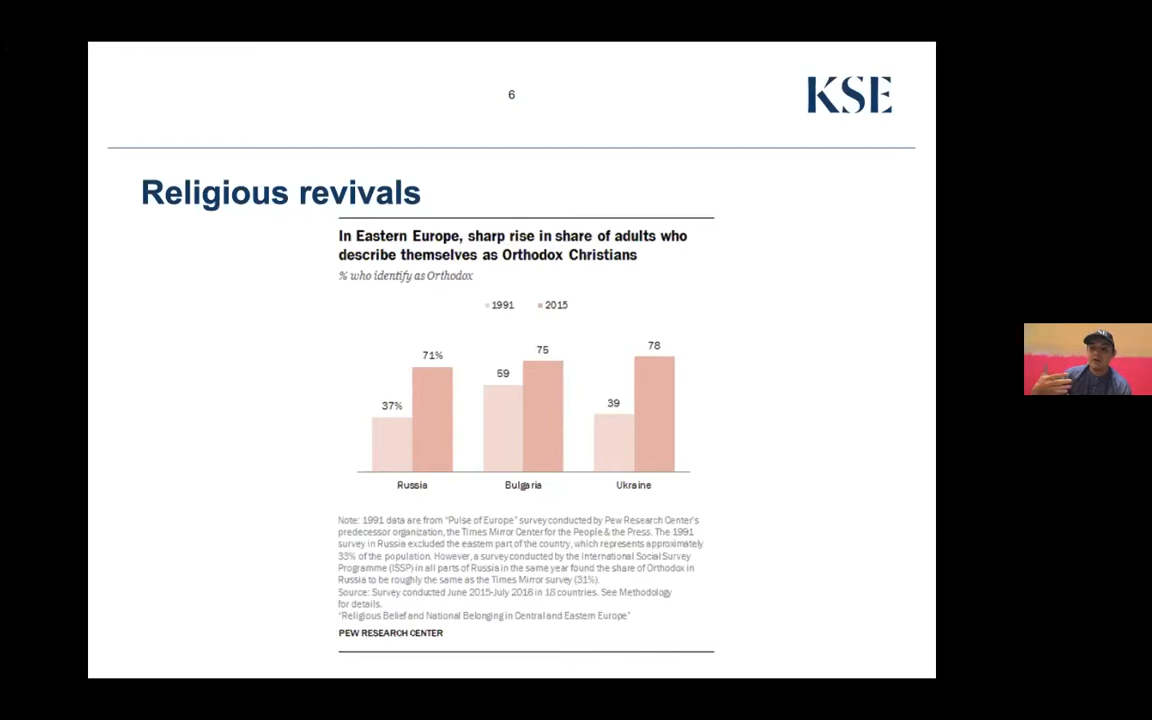 6
KSE
Religious revivals
In Eastern Europe, sharp rise in share of adults who
describe themselves as Orthodox Christians
% who identify as Orthodox
1991 2015
37% 71% 59 75 39 78
Russia Bulgaria Ukraine
Note: 1991 data are from “Pulse of Europe” survey conducted by Pew Research Center's
predecessor organization, the Times Mirror Center for the People & the Press. The 1991
survey in Russia excluded the eastern part of the country, which represents approximately
33% of the population. However, a survey conducted by the International Social Survey
Programme (ISSP) in all parts of Russia in the same year found the share of Orthodox in
Russia to be roughly the same as the Times Mirror survey (31%).
Source: Survey conducted June 2015-July 2016 in 18 countries. See Methodology
for details.
“Religious Belief and National Belonging in Central and Eastern Europe”
PEW RESEARCH CENTER